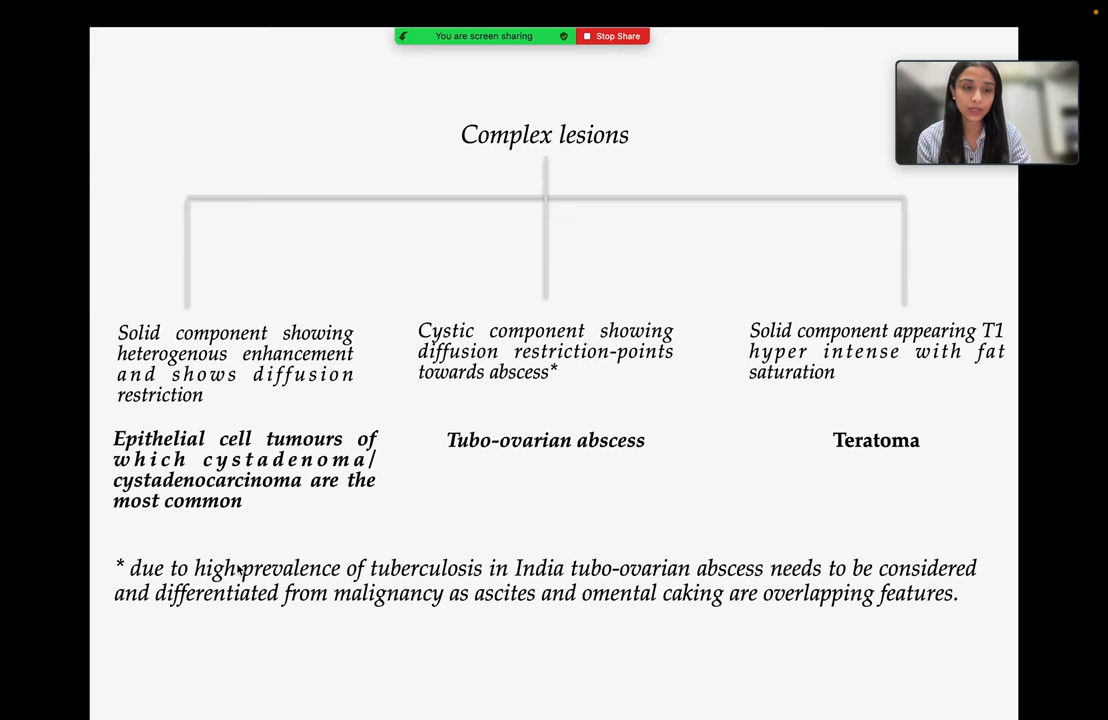 You are screen sharing
Stop Share
Complex lesions
Solid component showing
heterogenous enhancement
and shows diffusion
restriction
Epithelial cell tumours of
which cystadenoma/
cystadenocarcinoma are the
most common
Cystic component showing
diffusion restriction-points
towards abscess*
Tubo-ovarian abscess
Solid component appearing T1
hyper intense with fat
saturation
Teratoma
* due to high prevalence of tuberculosis in India tubo-ovarian abscess needs to be considered
and differentiated from malignancy as ascites and omental caking are overlapping features.